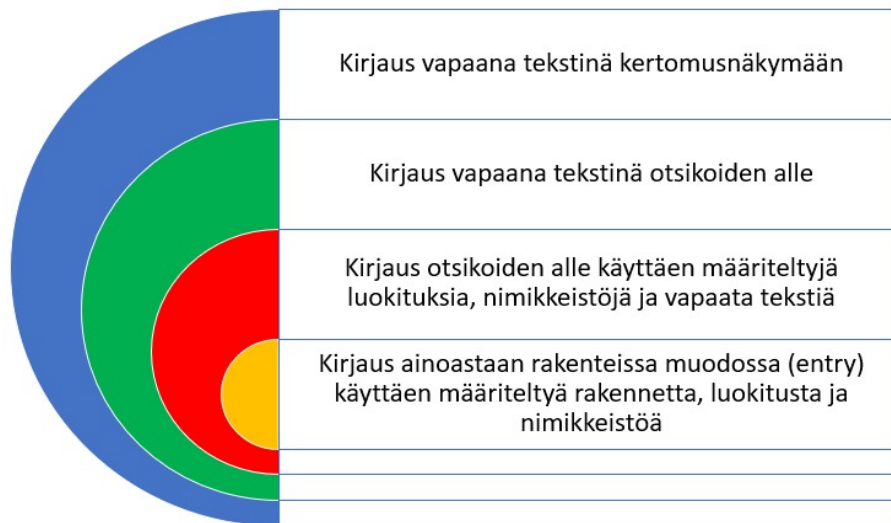 Kirjaus vapaana tekstinä kertomusnäkymään
Kirjaus vapaana tekstinä otsikoiden alle
Kirjaus otsikoiden alle käyttäen määriteltyjä
luokituksia, nimikkeistöjä ja vapaata tekstiä
Kirjaus ainoastaan rakenteissa muodossa (entry)
käyttäen määriteltyä rakennetta, luokitusta ja
nimikkeistöä